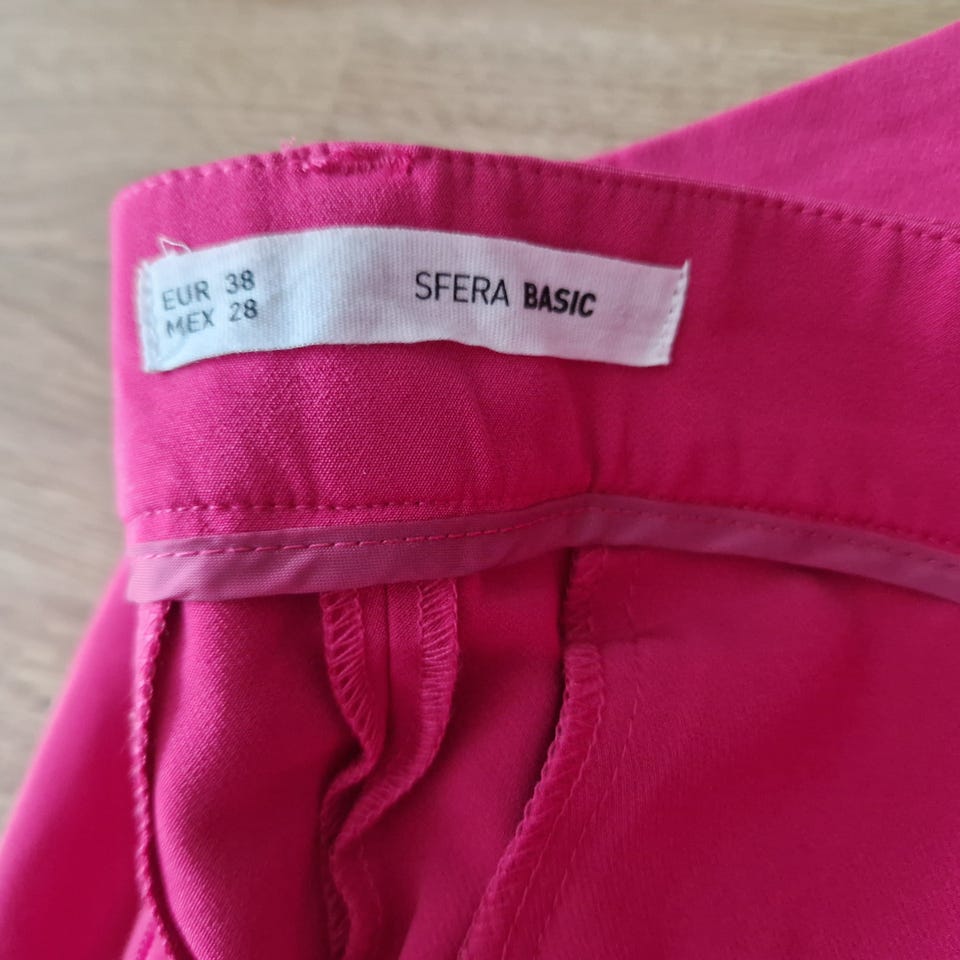 EUR 38
MEX 28
SFERA BASIC